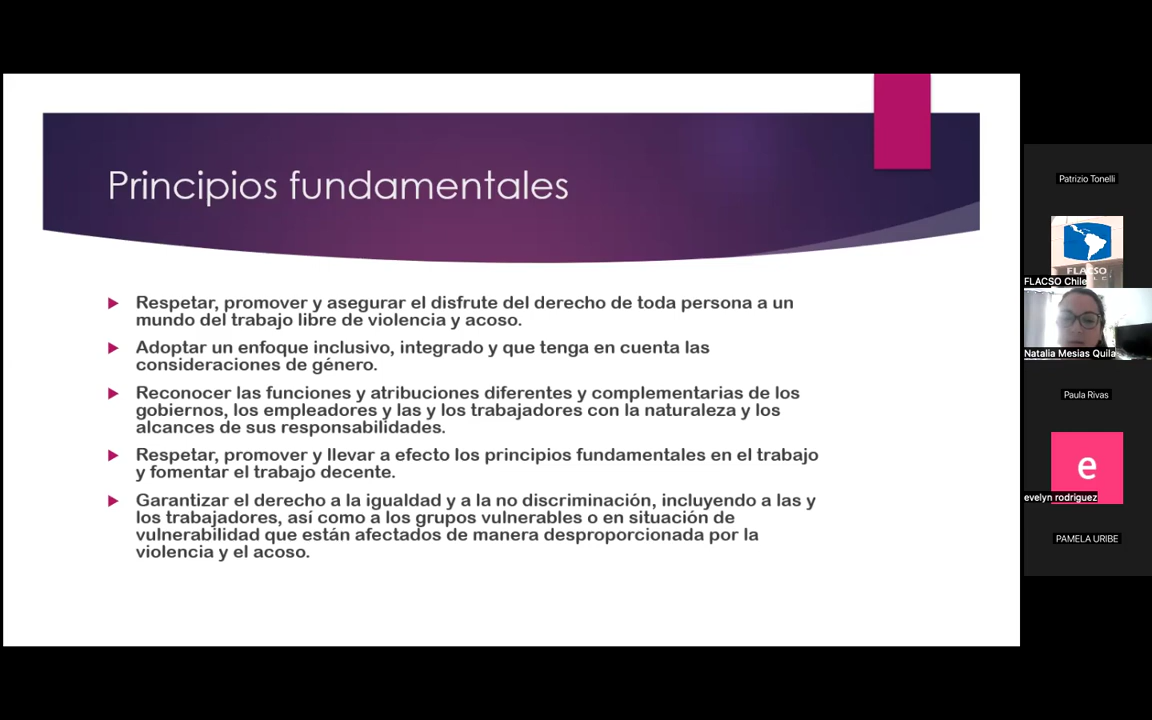 Principios fundamentales
Respetar, promover y asegurar el disfrute del derecho de toda persona a un
mundo del trabajo libre de violencia y acoso.
Adoptar un enfoque inclusivo, integrado y que tenga en cuenta las
consideraciones de género.
Reconocer las funciones y atribuciones diferentes y complementarias de los
gobiernos, los empleadores y las y los trabajadores con la naturaleza y los
alcances de sus responsabilidades.
Respetar, promover y llevar a efecto los principios fundamentales en el trabajo
y fomentar el trabajo decente.
Garantizar el derecho a la igualdad y a la no discriminación, incluyendo a las y
los trabajadores, así como a los grupos vulnerables o en situación de
vulnerabilidad que están afectados de manera desproporcionada por la
violencia y el acoso.
Patrizio Tonelli
FLACSO
FLACSO Chile
Natalia Mesias Quila
Paula Rivas
e
evelyn rodriguez
PAMELA URIBE